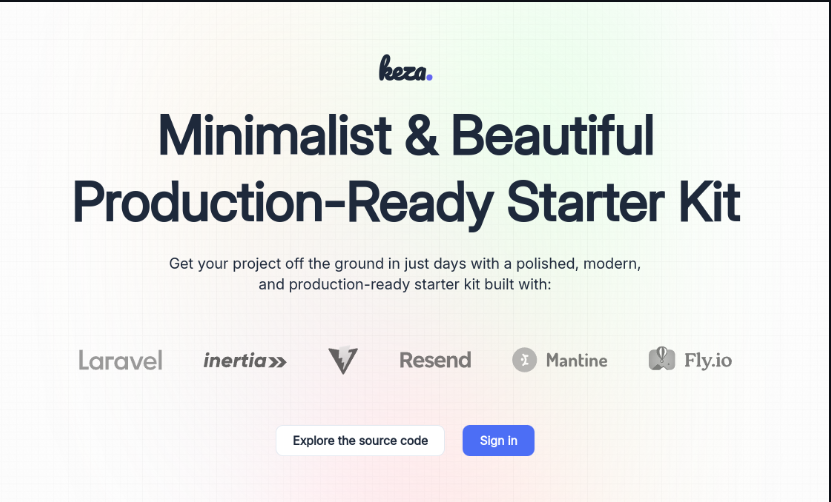 keza.
Minimalist & Beautiful
Production-Ready Starter Kit
Get your project off the ground in just days with a polished, modern,
and production-ready starter kit built with:
Laravel inertia Resend Mantine Fly.io
Explore the source code Sign in